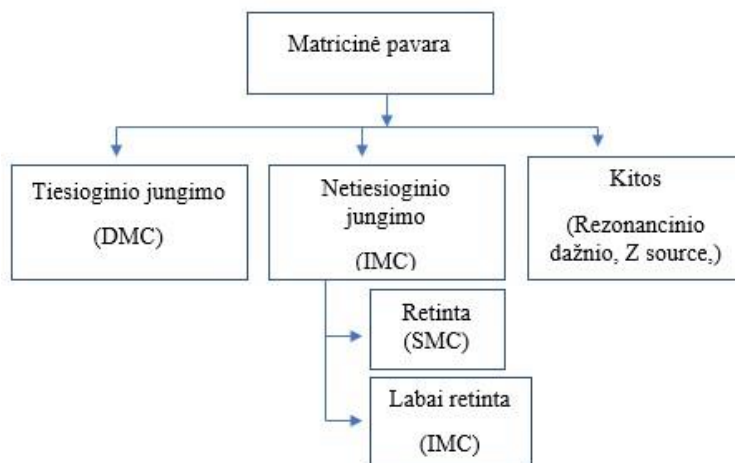 Matricinė pavara
Tiesioginio jungimo
(DMC)
Netiesioginio
jungimo
(IMC)
Kitos
(Rezonancinio
dažnio, Z source,)
Retinta
(SMC)
Labai retinta
(IMC)